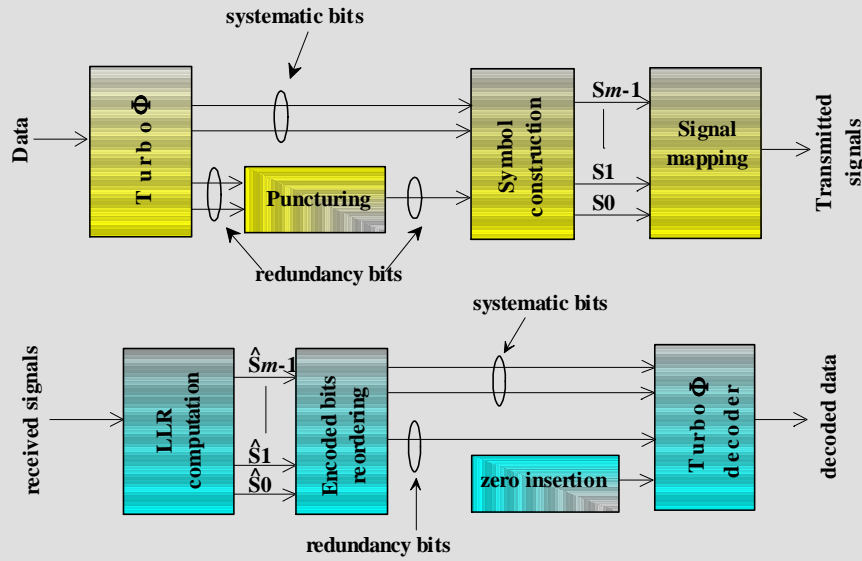 systematic bits
Data
Turbo Φ
Puncturing
redundancy bits
Symbol
construction
Sm-1
S1
S0
Signal
mapping
Transmitted
signals
systematic bits
received signals
LLR
computation
Ŝm-1
Ŝ1
Ŝ0
Encoded bits
reordering
zero insertion
redundancy bits
Turbo Φ
decoder
decoded data